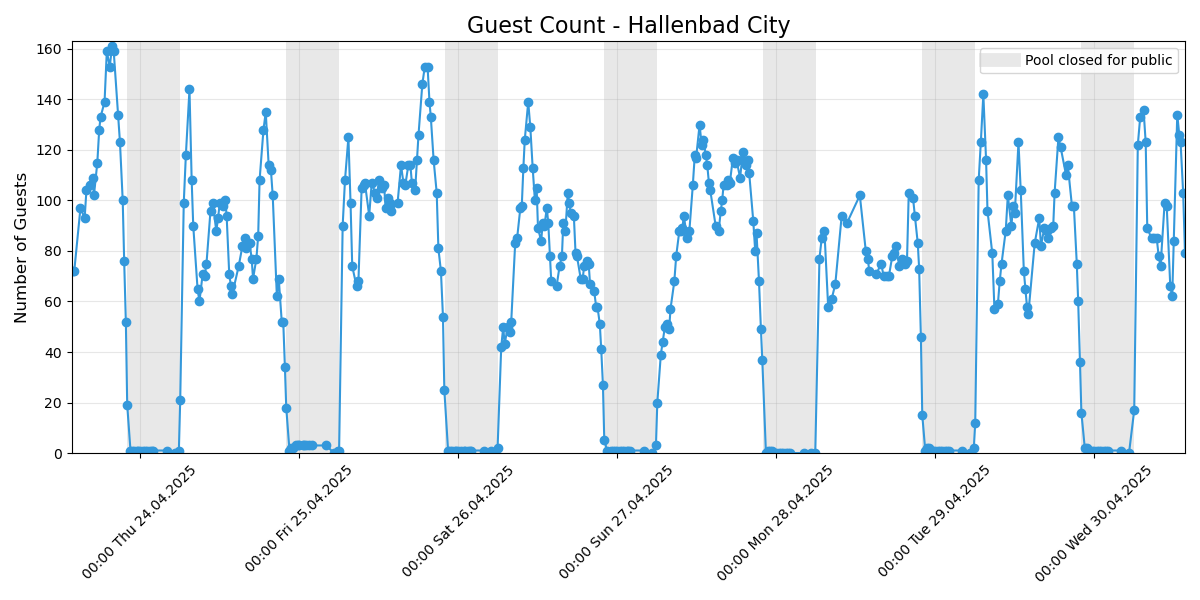 Guest Count - Hallenbad City
Pool closed for public
Number of Guests
160
140
120
100
80
60
40
20
0
00:00 Thu 24.04.2025
00:00 Fri 25.04.2025
00:00 Sat 26.04.2025
00:00 Sun 27.04.2025
00:00 Mon 28.04.2025
00:00 Tue 29.04.2025
00:00 Wed 30.04.2025